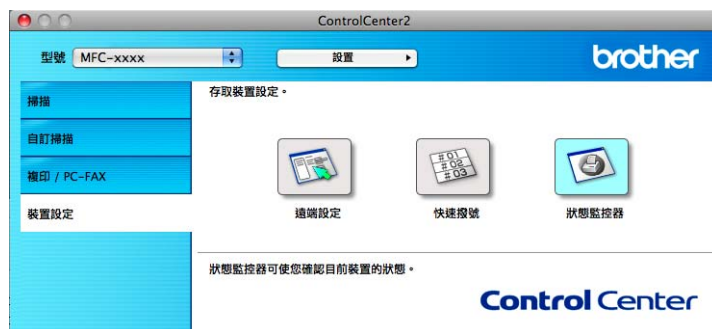 ControlCenter2
型號 MFC-xxxx 設置 brother
掃描
自訂掃描
複印 / PC-FAX
裝置設定
存取裝置設定。
#01
#02
#03
遠端設定 快速撥號 狀態監控器
狀態監控器可使您確認目前裝置的狀態。
Control Center